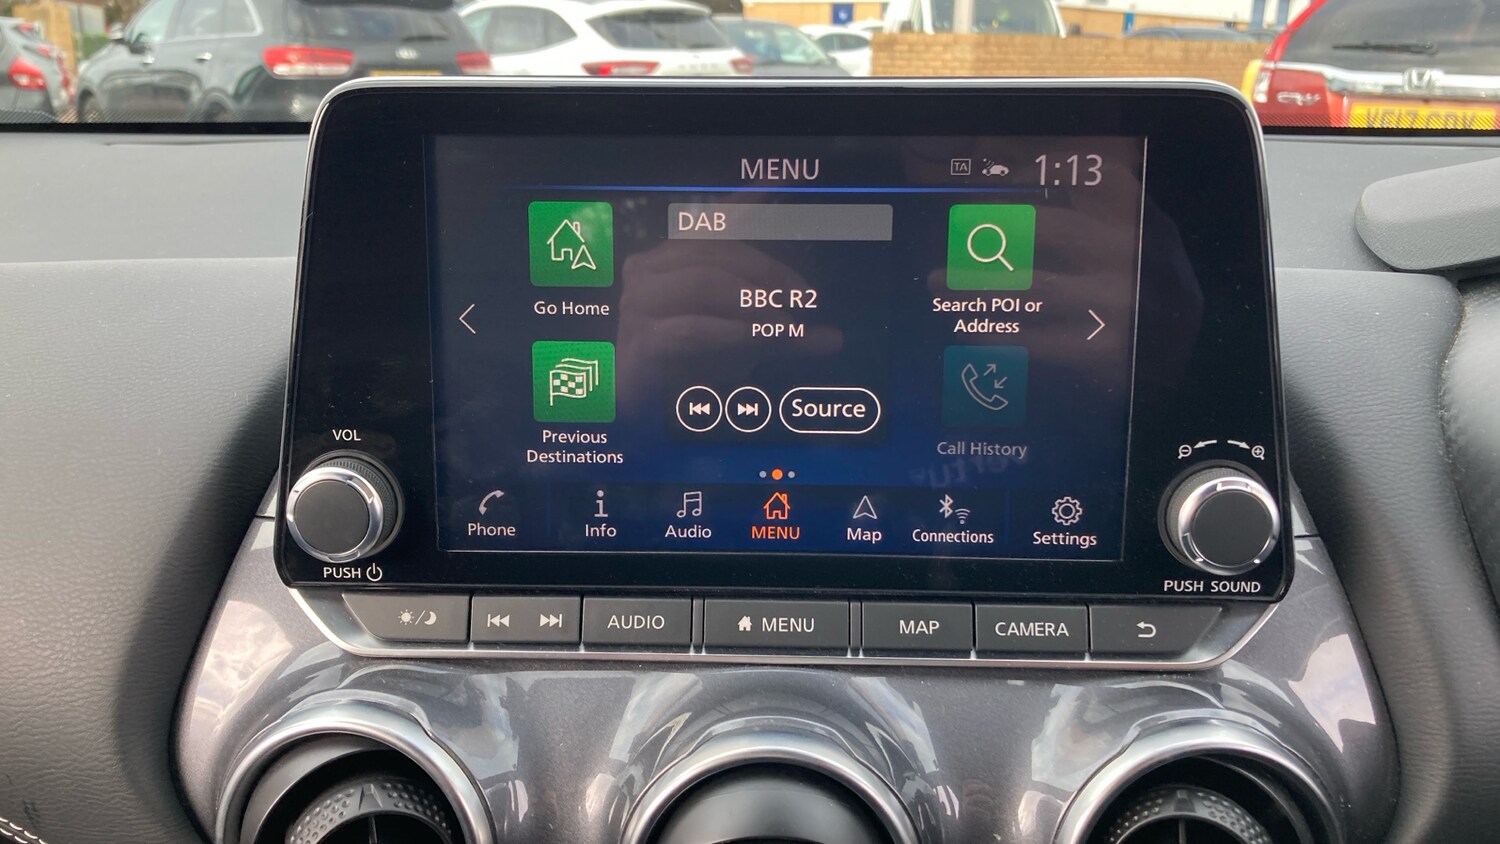 MENU
TA
1:13
DAB
Go Home
BBC R2
POP M
Search POI or
Address
Previous
Destinations
Source
Call History
Phone
Info
Audio
MENU
Map
Connections
Settings
VOL
PUSH
PUSH SOUND
AUDIO
MENU
MAP
CAMERA
CR-V